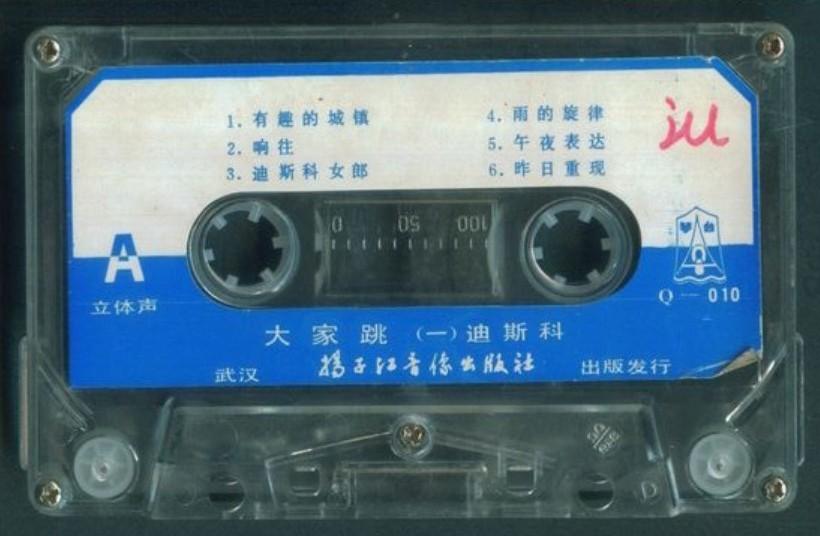 1. 有趣的城镇
2. 响往
3. 迪斯科女郎
4. 雨的旋律
5. 午夜表达
6. 昨日重现
0 50 100
A
立体声
Q—010
大家跳(一)迪斯科
武汉 扬子江音像出版社 出版发行
D